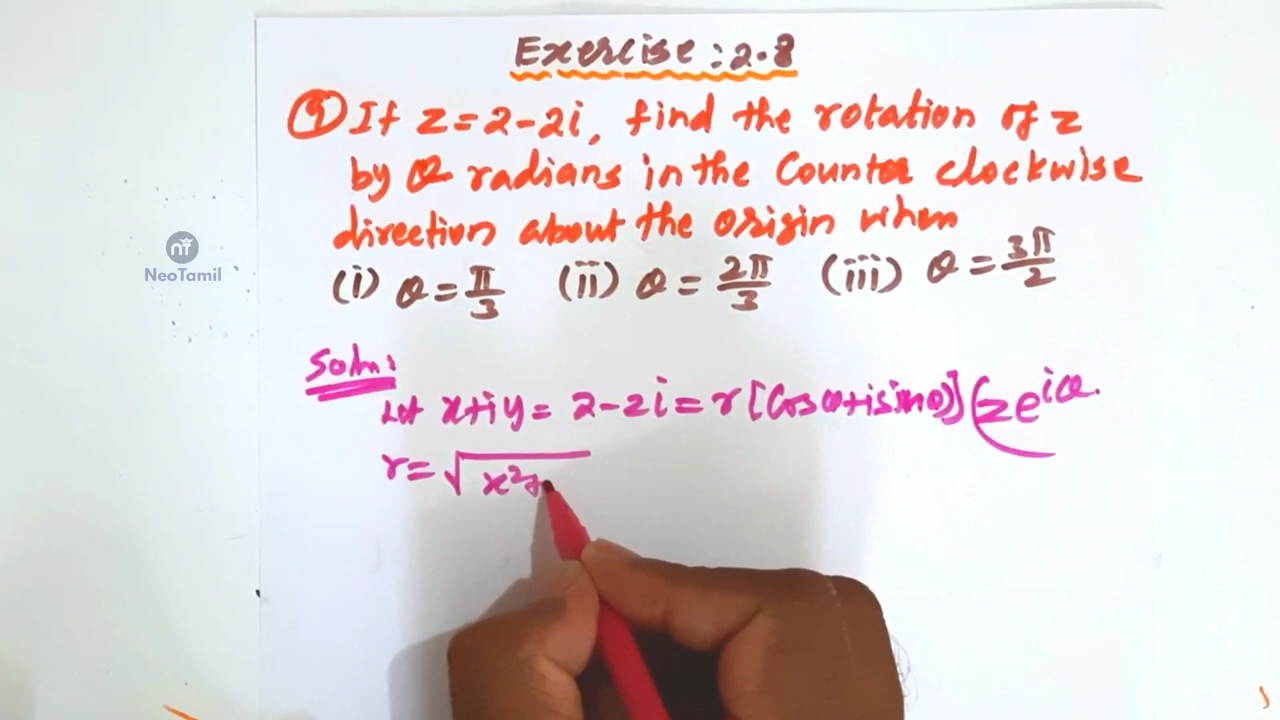 Exercise: 2.8
⑨ If z=2-2i, find the rotation of z
by θ radians in the Counter clockwise
direction about the origin when
(i) θ = π/3 (ii) θ = 2π/3 (iii) θ = 3π/2
NT
NeoTamil
Soln:
Let x+iy = 2-2i = r[Cosθ+isinθ)] (ze^iθ.
r = √x²+